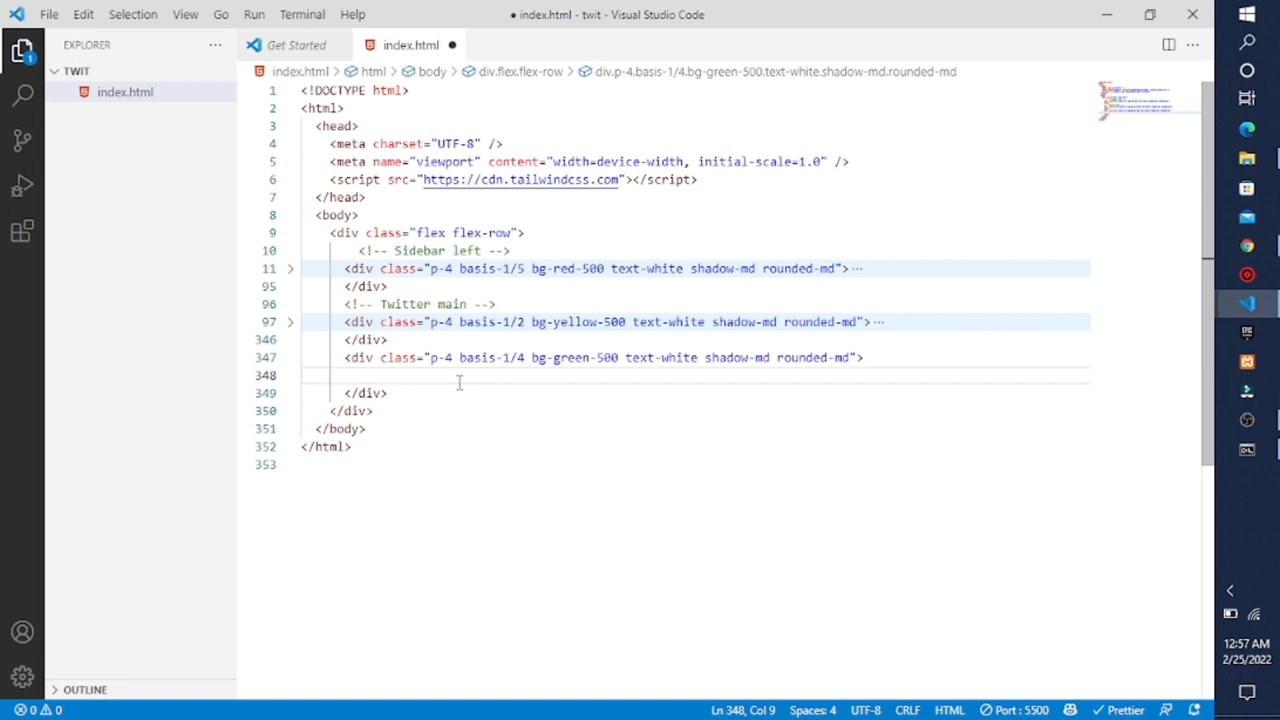 File Edit Selection View Go Run Terminal Help
● index.html - twit - Visual Studio Code
1
EXPLORER
TWIT
index.html
OUTLINE
Get Started
index.html ●
index.html > html > body > div.flex.flex-row > div.p-4.basis-1/4.bg-green-500.text-white.shadow-md.rounded-md
1 <!DOCTYPE html>
2 <html>
3 <head>
4 <meta charset="UTF-8" />
5 <meta name="viewport" content="width=device-width, initial-scale=1.0" />
6 <script src="https://cdn.tailwindcss.com"></script>
7 </head>
8 <body>
9 <div class="flex flex-row">
10 <!-- Sidebar left -->
11 <div class="p-4 basis-1/5 bg-red-500 text-white shadow-md rounded-md">…
95 </div>
96 <!-- Twitter main -->
97 <div class="p-4 basis-1/2 bg-yellow-500 text-white shadow-md rounded-md">…
346 </div>
347 <div class="p-4 basis-1/4 bg-green-500 text-white shadow-md rounded-md">
348
349 </div>
350 </div>
351 </body>
352 </html>
353
0 0 Ln 348, Col 9 Spaces: 4 UTF-8 CRLF HTML Port : 5500 Prettier
12:57 AM
2/25/2022